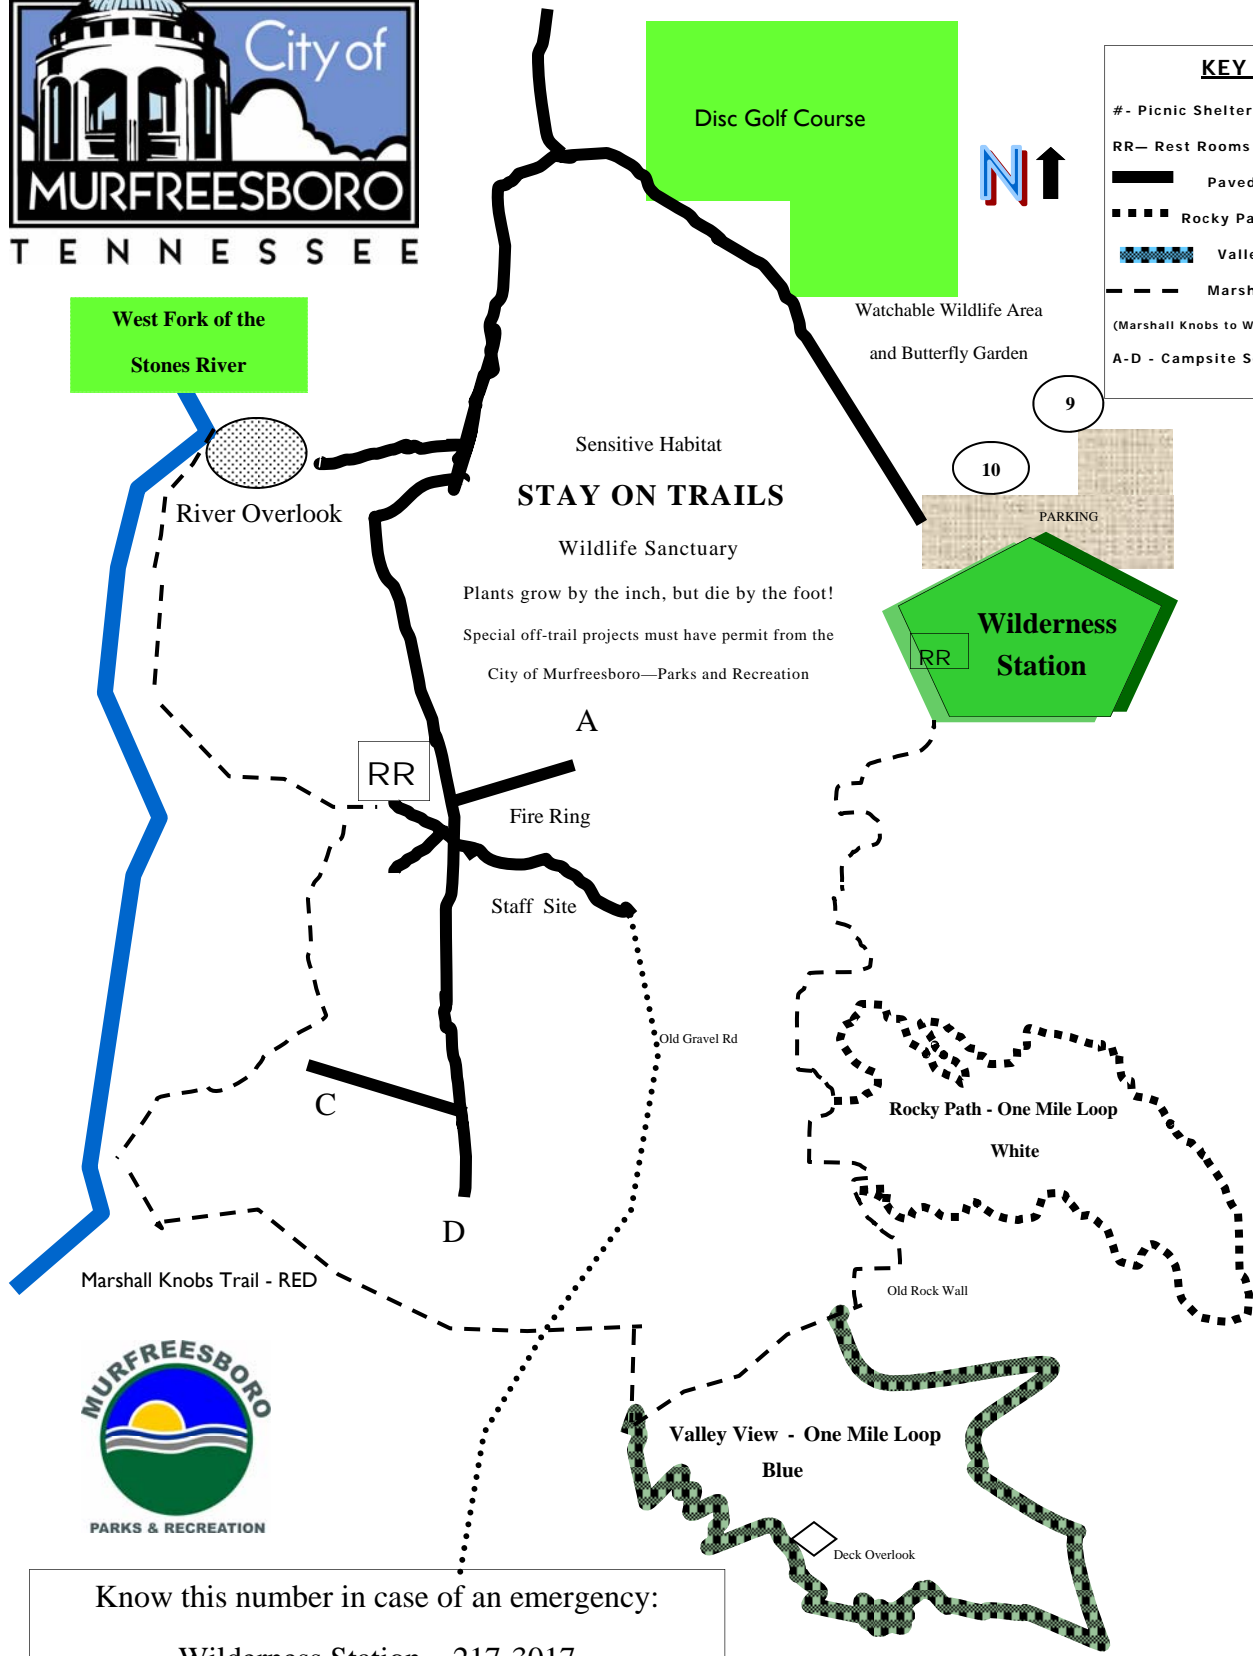 City of
MURFREESBORO
TENNESSEE
Disc Golf Course
N
KEY
#- Picnic Shelter
RR— Rest Rooms
Paved
Rocky Pa
Valle
Marsh
(Marshall Knobs to W
A-D - Campsite S
West Fork of the
Stones River
Watchable Wildlife Area
and Butterfly Garden
9
10
PARKING
River Overlook
Sensitive Habitat
STAY ON TRAILS
Wildlife Sanctuary
Plants grow by the inch, but die by the foot!
Special off-trail projects must have permit from the
City of Murfreesboro—Parks and Recreation
Wilderness
Station
RR
A
RR
Fire Ring
Staff Site
Old Gravel Rd
C
D
Rocky Path - One Mile Loop
White
Marshall Knobs Trail - RED
Old Rock Wall
Valley View - One Mile Loop
Blue
Deck Overlook
MURFREESBORO
PARKS & RECREATION
Know this number in case of an emergency:
Wilderness Station – 217-3017